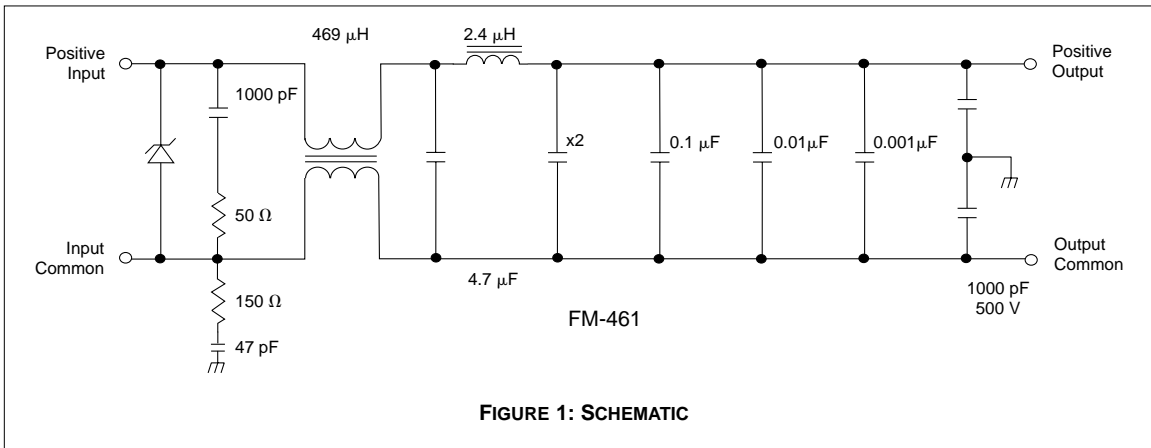 469 μH
2.4 μH
Positive
Input
Positive
Output
1000 pF
x2
0.1 μF
0.01μF
0.001μF
50 Ω
Input
Common
Output
Common
4.7 μF
150 Ω
1000 pF
500 V
FM-461
47 pF
FIGURE 1: SCHEMATIC